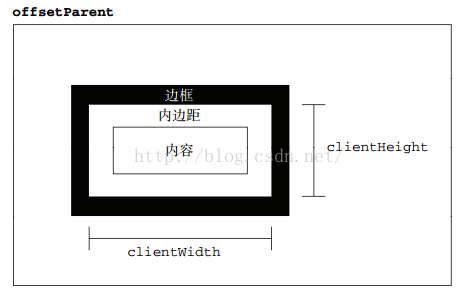 offsetParent
边框
内边距
内容
http://blog.csdn.net/
clientHeight
clientWidth